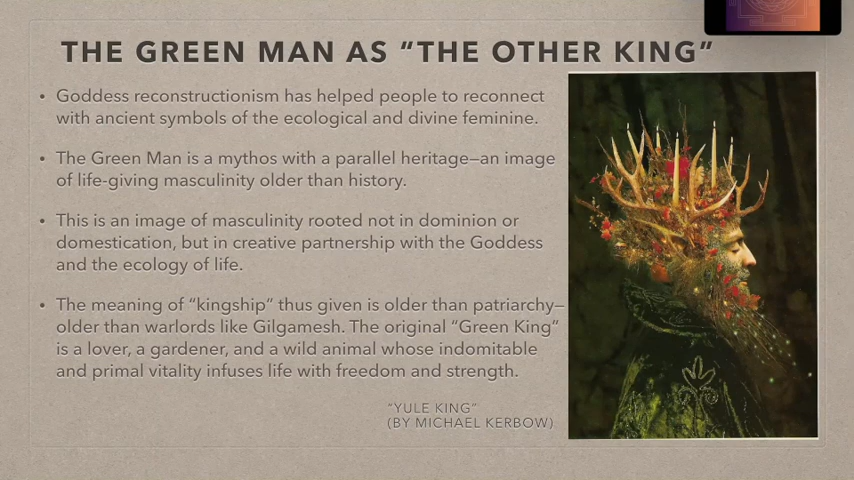 THE GREEN MAN AS “THE OTHER KING”
• Goddess reconstructionism has helped people to reconnect
with ancient symbols of the ecological and divine feminine.
• The Green Man is a mythos with a parallel heritage—an image
of life-giving masculinity older than history.
• This is an image of masculinity rooted not in dominion or
domestication, but in creative partnership with the Goddess
and the ecology of life.
• The meaning of “kingship” thus given is older than patriarchy—
older than warlords like Gilgamesh. The original “Green King”
is a lover, a gardener, and a wild animal whose indomitable
and primal vitality infuses life with freedom and strength.
“YULE KING”
(BY MICHAEL KERBOW)